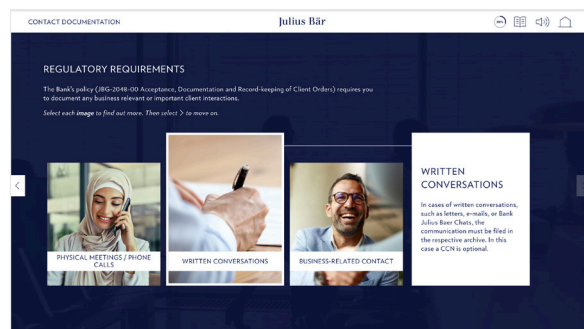 CONTACT DOCUMENTATION
Julius Bär
REGULATORY REQUIREMENTS
The Bank's policy (JBG-2048-00 Acceptance, Documentation and Record-keeping of Client Orders) requires you
to document any business relevant or important client interactions.
Select each image to find out more. Then select > to move on.
PHYSICAL MEETINGS / PHONE
CALLS
WRITTEN CONVERSATIONS
BUSINESS-RELATED CONTACT
WRITTEN
CONVERSATIONS
In cases of written conversations,
such as letters, e-mails, or Bank
Julius Baer Chats, the
communication must be filed in
the respective archive. In this
case a CCN is optional.